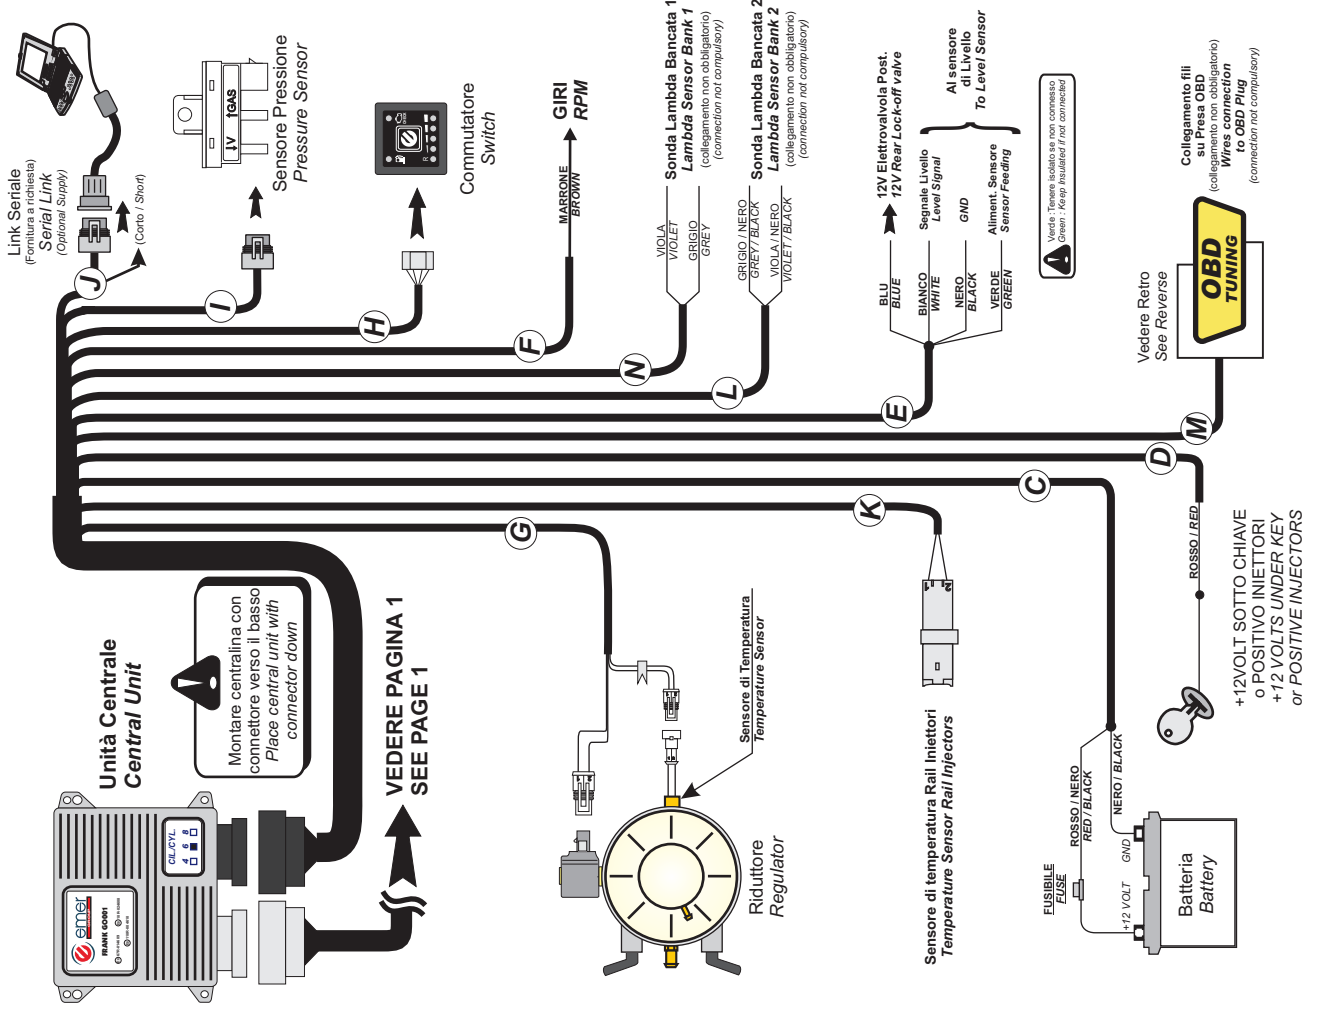 Link Seriale
(Fornitura a richiesta)
Serial Link
(Optional Supply)
(Corto / Short)
J
Sensore Pressione
Pressure Sensor
V
GAS
I
Commutatore
Switch
R
H
MARRONE
BROWN
GIRI
RPM
F
VIOLA
VIOLET
GRIGIO
GREY
Sonda Lambda Bancata 1
Lambda Sensor Bank 1
(collegamento non obbligatorio)
(connection not compulsory)
N
GRIGIO / NERO
GREY / BLACK
VIOLA / NERO
VIOLET / BLACK
Sonda Lambda Bancata 2
Lambda Sensor Bank 2
(collegamento non obbligatorio)
(connection not compulsory)
L
BLU
BLUE
12V Elettrovalvola Post.
12V Rear Lock-off valve
BIANCO
WHITE
Segnale Livello
Level Signal
NERO
BLACK
GND
VERDE
GREEN
Aliment. Sensore
Sensor Feeding
Al sensore
di Livello
To Level Sensor
Verde :Tenere isolato se non connesso
Green : Keep Insulated if not connected
E
Vedere Retro
See Reverse
OBD
TUNING
Collegamento fili
su Presa OBD
(collegamento non obbligatorio)
Wires connection
to OBD Plug
(connection not compulsory)
M
D
ROSSO / RED
+12VOLT SOTTO CHIAVE
o POSITIVO INIETTORI
+12 VOLTS UNDER KEY
or POSITIVE INJECTORS
C
ROSSO / NERO
RED / BLACK
NERO / BLACK
FUSIBILE
FUSE
+12 VOLT
GND
Batteria
Battery
K
1
2
Sensore di temperatura Rail Iniettori
Temperature Sensor Rail Injectors
G
Sensore di Temperatura
Temperature Sensor
Riduttore
Regulator
Unità Centrale
Central Unit
Montare centralina con
connettore verso il basso
Place central unit with
connector down
VEDERE PAGINA 1
SEE PAGE 1
CIL./CYL.
4 6 8
emer
FRANK GO001